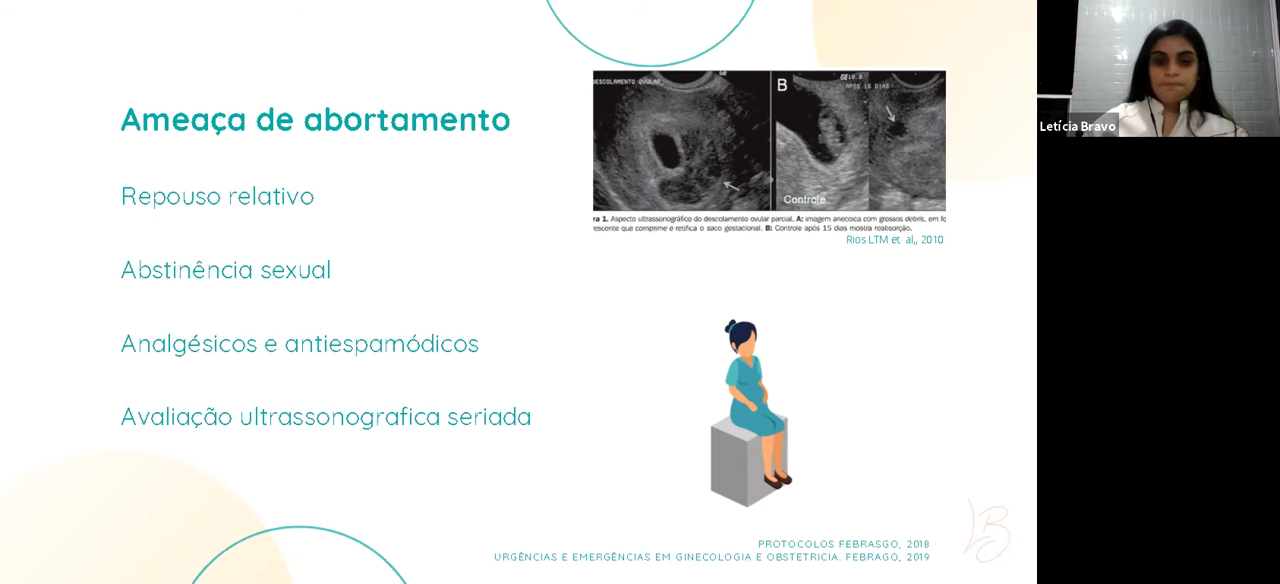 Ameaça de abortamento
Repouso relativo
Abstinência sexual
Analgésicos e antiespamódicos
Avaliação ultrassonografica seriada
DESCOLAMENTO OVULAR
B
APÓS 15 DIAS
Controle
ra 1. Aspecto ultrassonográfico do descolamento ovular parcial. A: imagem anecoica com grossos debris, em fo
rescente que comprime e retifica o saco gestacional. B: Controle após 15 dias mostra reabsorção.
Rios LTM et. al,, 2010
PROTOCOLOS FEBRASGO, 2018
URGÊNCIAS E EMERGÊNCIAS EM GINECOLOGIA E OBSTETRICIA. FEBRAGO, 2019
LB
Letícia Bravo